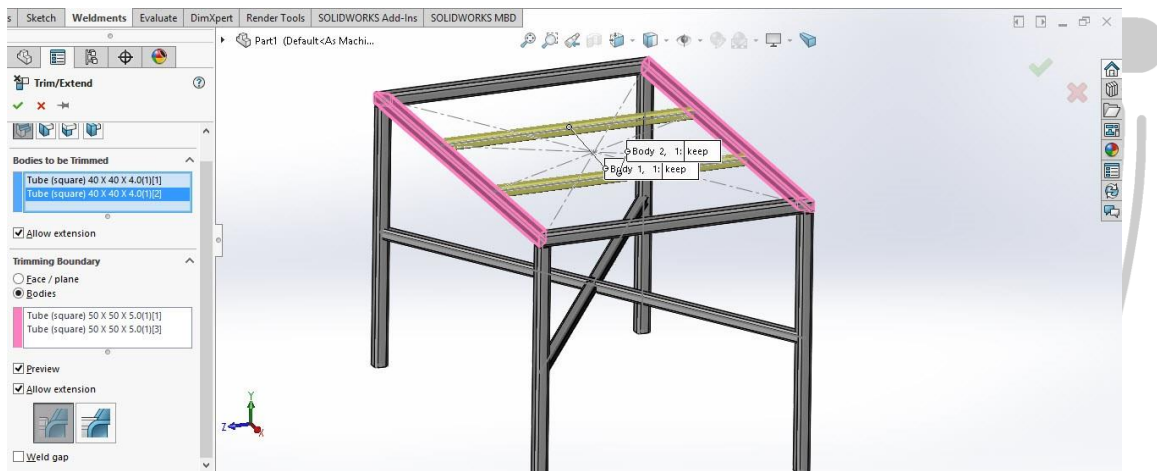 s Sketch Weldments Evaluate DimXpert Render Tools SOLIDWORKS Add-Ins SOLIDWORKS MBD
Part1 (Default<As Machi...
Trim/Extend
Bodies to be Trimmed
Tube (square) 40 X 40 X 4.0(1)[1]
Tube (square) 40 X 40 X 4.0(1)[2]
Allow extension
Trimming Boundary
Face / plane
Bodies
Tube (square) 50 X 50 X 5.0(1)[1]
Tube (square) 50 X 50 X 5.0(1)[3]
Preview
Allow extension
Weld gap
Body 2, 1: keep
Body 1, 1: keep
Y
Z
X